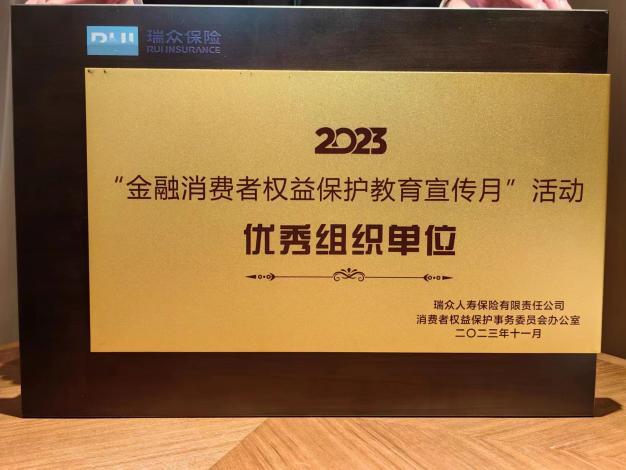 RUI 瑞众保险
RUI INSURANCE
2023
“金融消费者权益保护教育宣传月”活动
优秀组织单位
瑞众人寿保险有限责任公司
消费者权益保护事务委员会办公室
二〇二三年十一月